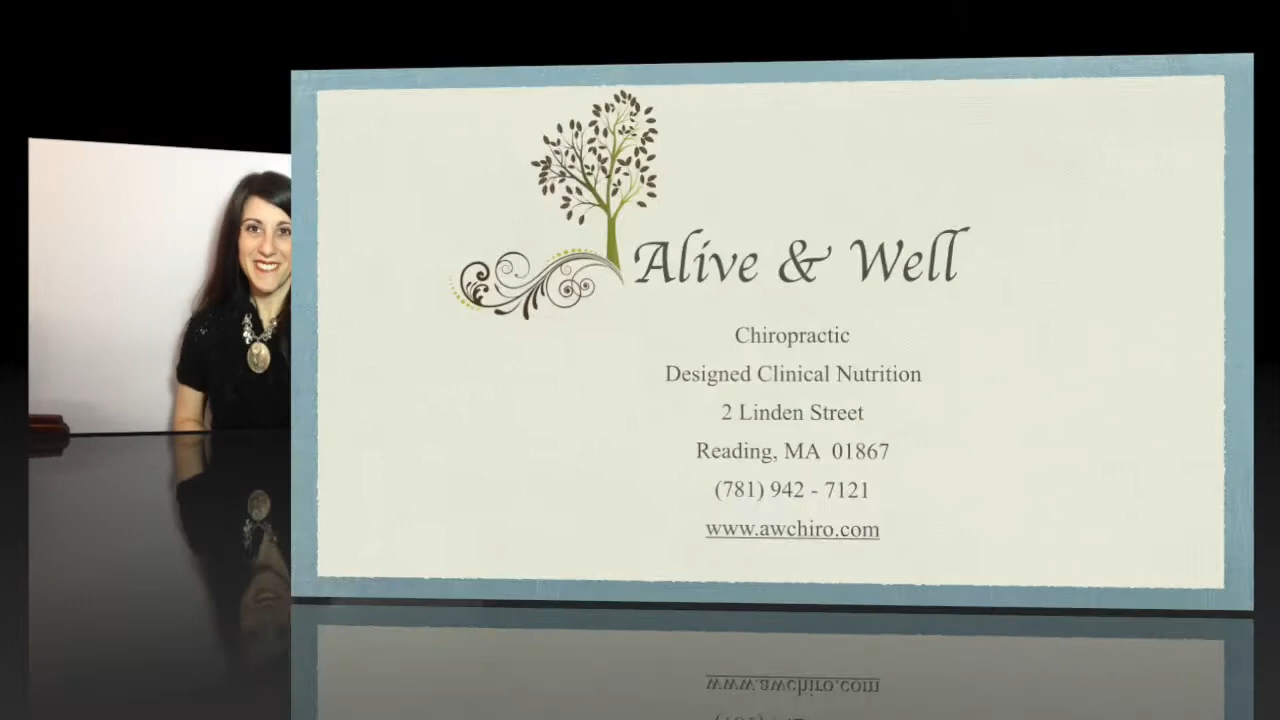 Alive & Well
Chiropractic
Designed Clinical Nutrition
2 Linden Street
Reading, MA 01867
(781) 942 - 7121
www.awchiro.com